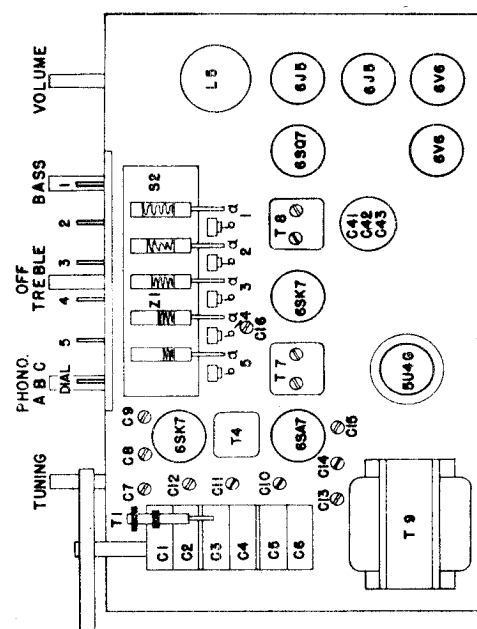 VOLUME
BASS
OFF
TREBLE
PHONO.
A B C
DIAL
TUNING
1
2
3
4
5
L5
6J5
6J5
6V6
6SQ7
6V6
S2
Z1
a
b
1
a
b
2
a
b
3
a
4
C16
a
b
5
T8
C41
C42
C43
6SK7
T7
5U4G
C9
C8
C7
6SK7
T4
6SA7
C15
C14
C13
C12
C11
C10
T1
C1
C2
C3
C4
C5
C6
T9